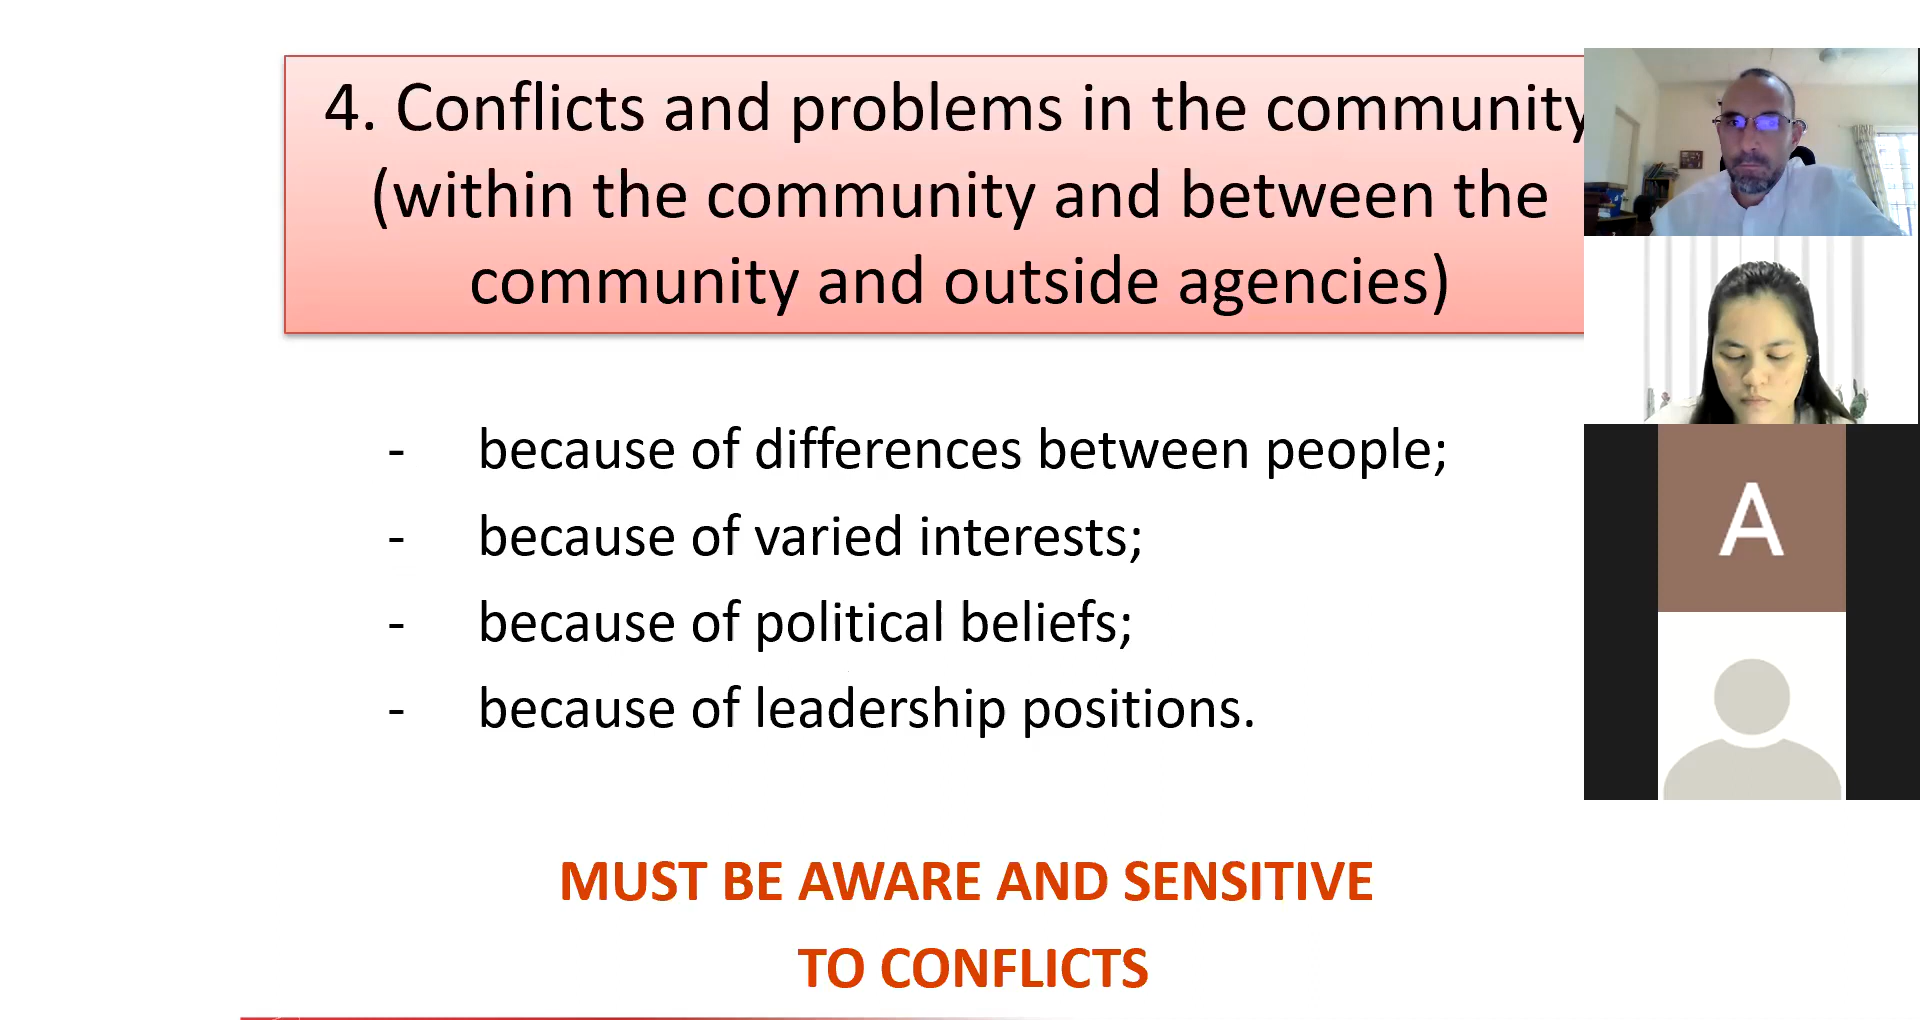 4. Conflicts and problems in the community
(within the community and between the
community and outside agencies)
- because of differences between people;
- because of varied interests;
- because of political beliefs;
- because of leadership positions.
MUST BE AWARE AND SENSITIVE
TO CONFLICTS
A